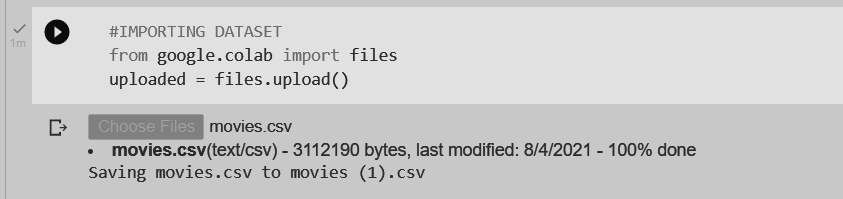 #IMPORTING DATASET
1m
from google.colab import files
uploaded = files.upload()
Choose Files movies.csv
• movies.csv(text/csv) - 3112190 bytes, last modified: 8/4/2021 - 100% done
Saving movies.csv to movies (1).csv